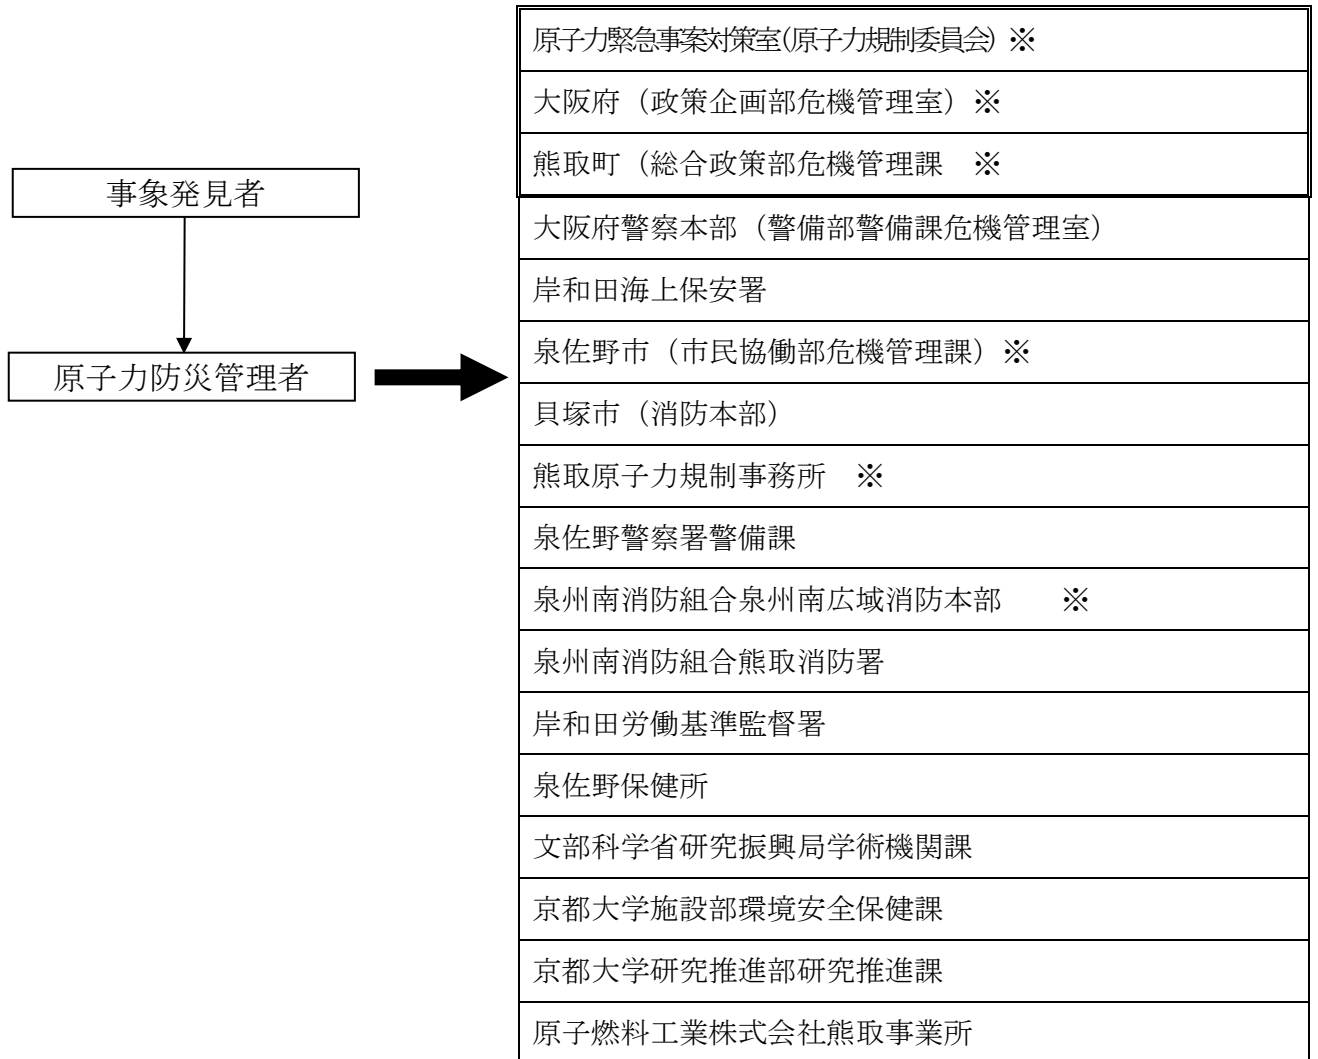 事象発見者
原子力防災管理者
原子力緊急事案対策室(原子力規制委員会) ※
大阪府（政策企画部危機管理室）※
熊取町（総合政策部危機管理課　※
大阪府警察本部（警備部警備課危機管理室）
岸和田海上保安署
泉佐野市（市民協働部危機管理課）※
貝塚市（消防本部）
熊取原子力規制事務所　※
泉佐野警察署警備課
泉州南消防組合泉州南広域消防本部　　※
泉州南消防組合熊取消防署
岸和田労働基準監督署
泉佐野保健所
文部科学省研究振興局学術機関課
京都大学施設部環境安全保健課
京都大学研究推進部研究推進課
原子燃料工業株式会社熊取事業所